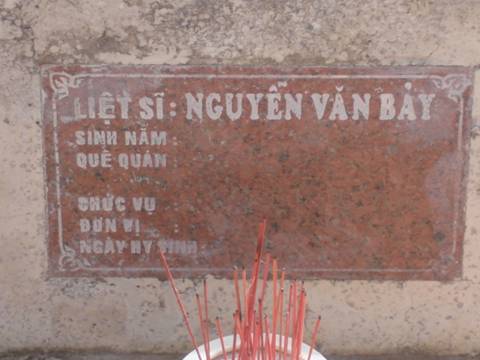 LIỆT SĨ: NGUYỄN VĂN BẢY
SINH NĂM :
QUÊ QUÁN :
CHỨC VỤ :
ĐƠN VỊ :
NGÀY HY SINH :